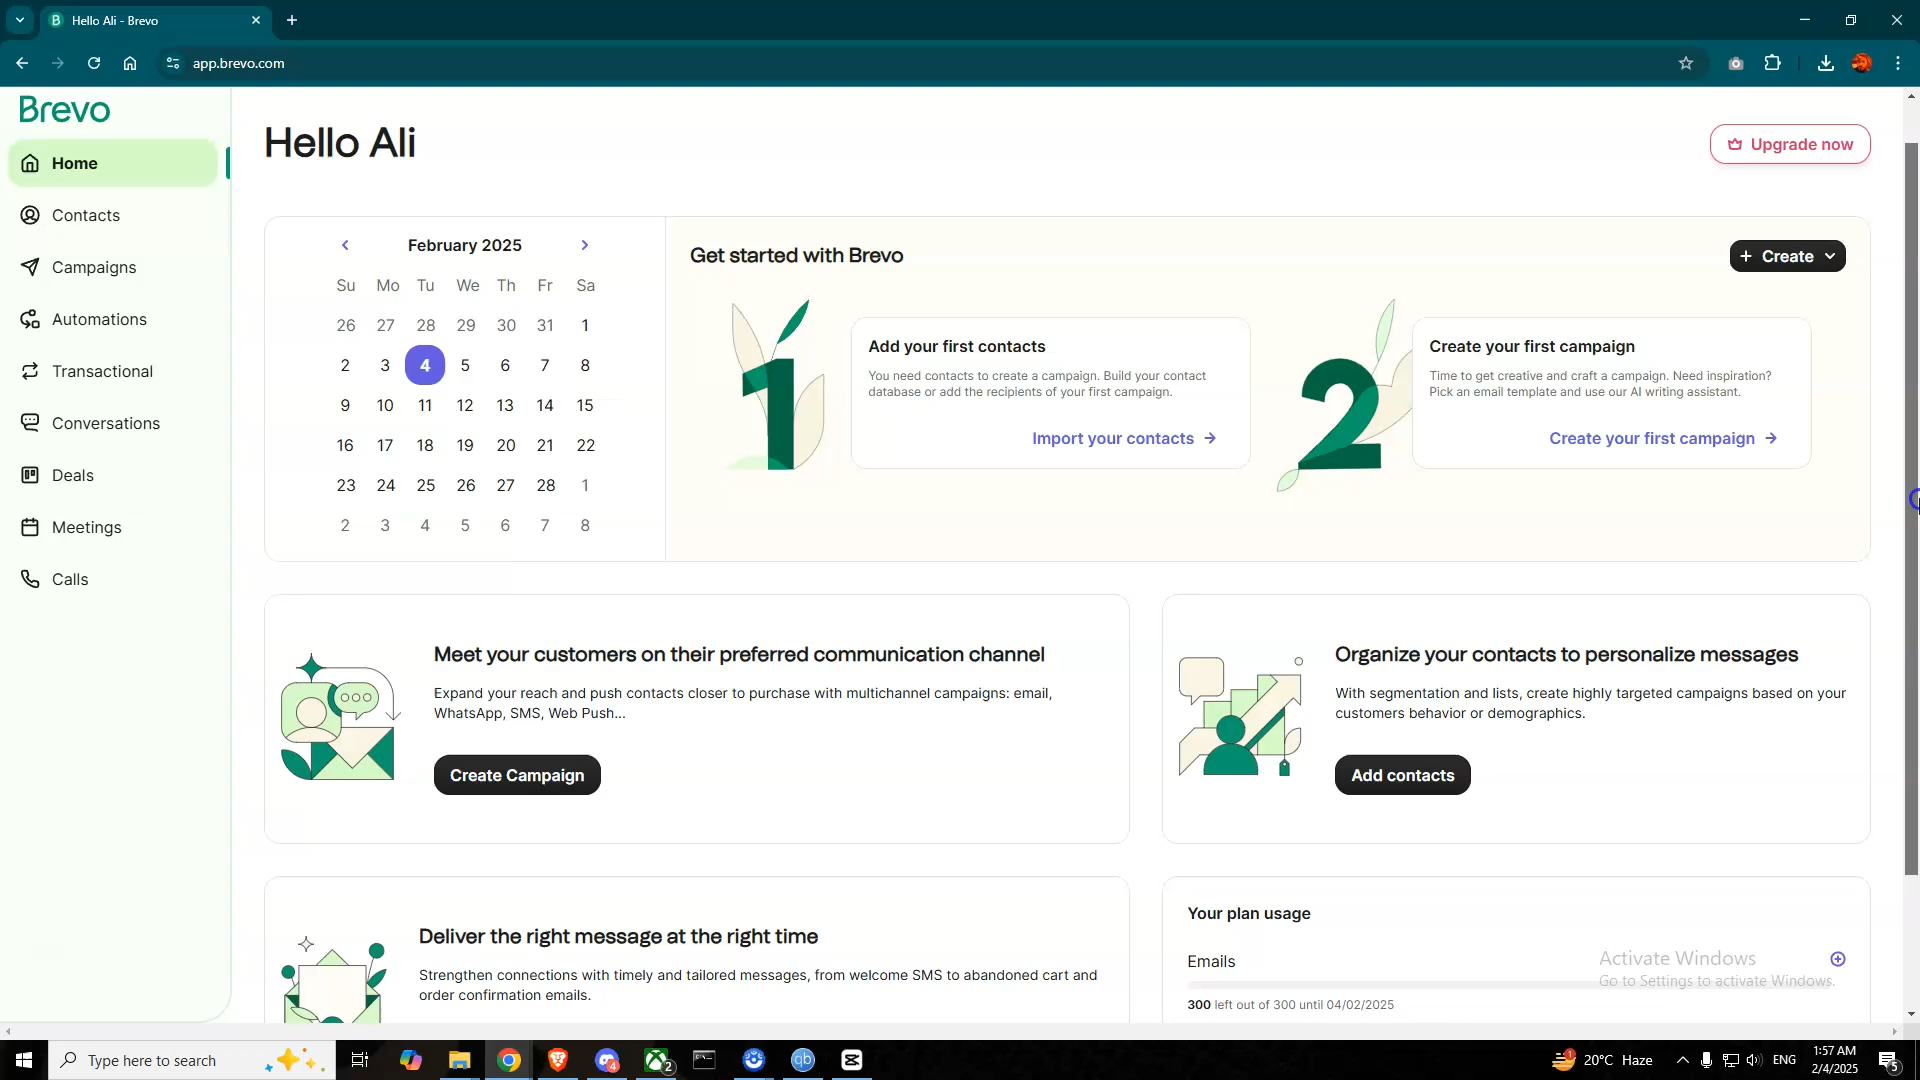 Hello Ali - Brevo
app.brevo.com
Brevo
Home
Contacts
Campaigns
Automations
Transactional
Conversations
Deals
Meetings
Calls
Hello Ali
Upgrade now
February 2025
Su Mo Tu We Th Fr Sa
26 27 28 29 30 31 1
2 3 4 5 6 7 8
9 10 11 12 13 14 15
16 17 18 19 20 21 22
23 24 25 26 27 28 1
2 3 4 5 6 7 8
Get started with Brevo
+ Create
1
Add your first contacts
You need contacts to create a campaign. Build your contact
database or add the recipients of your first campaign.
Import your contacts →
2
Create your first campaign
Time to get creative and craft a campaign. Need inspiration?
Pick an email template and use our AI writing assistant.
Create your first campaign →
Meet your customers on their preferred communication channel
Expand your reach and push contacts closer to purchase with multichannel campaigns: email,
WhatsApp, SMS, Web Push...
Create Campaign
Organize your contacts to personalize messages
With segmentation and lists, create highly targeted campaigns based on your
customers behavior or demographics.
Add contacts
Deliver the right message at the right time
Strengthen connections with timely and tailored messages, from welcome SMS to abandoned cart and
order confirmation emails.
Your plan usage
Emails
300 left out of 300 until 04/02/2025
Activate Windows
Go to Settings to activate Windows.
Type here to search
4
2
qb
1
20°C Haze
ENG
1:57 AM
2/4/2025
5